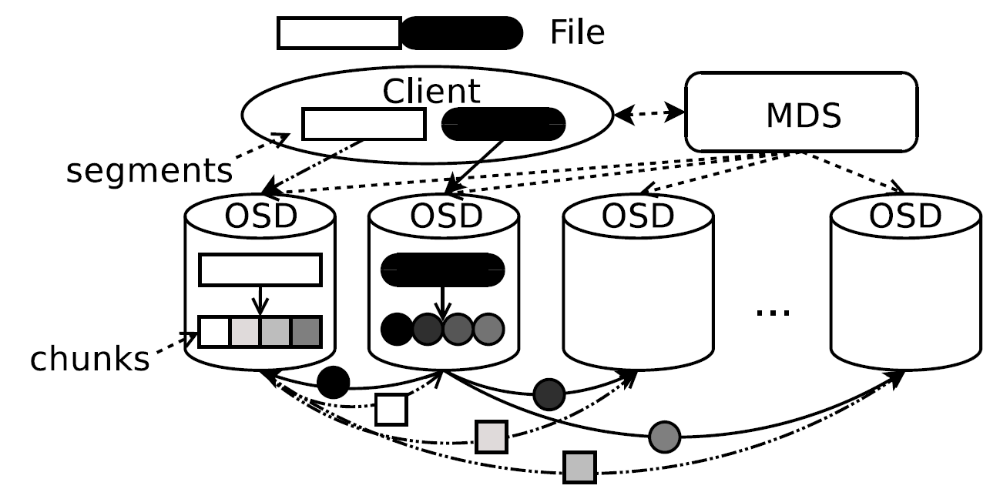 File
Client
MDS
segments
OSD
OSD
OSD
OSD
...
chunks